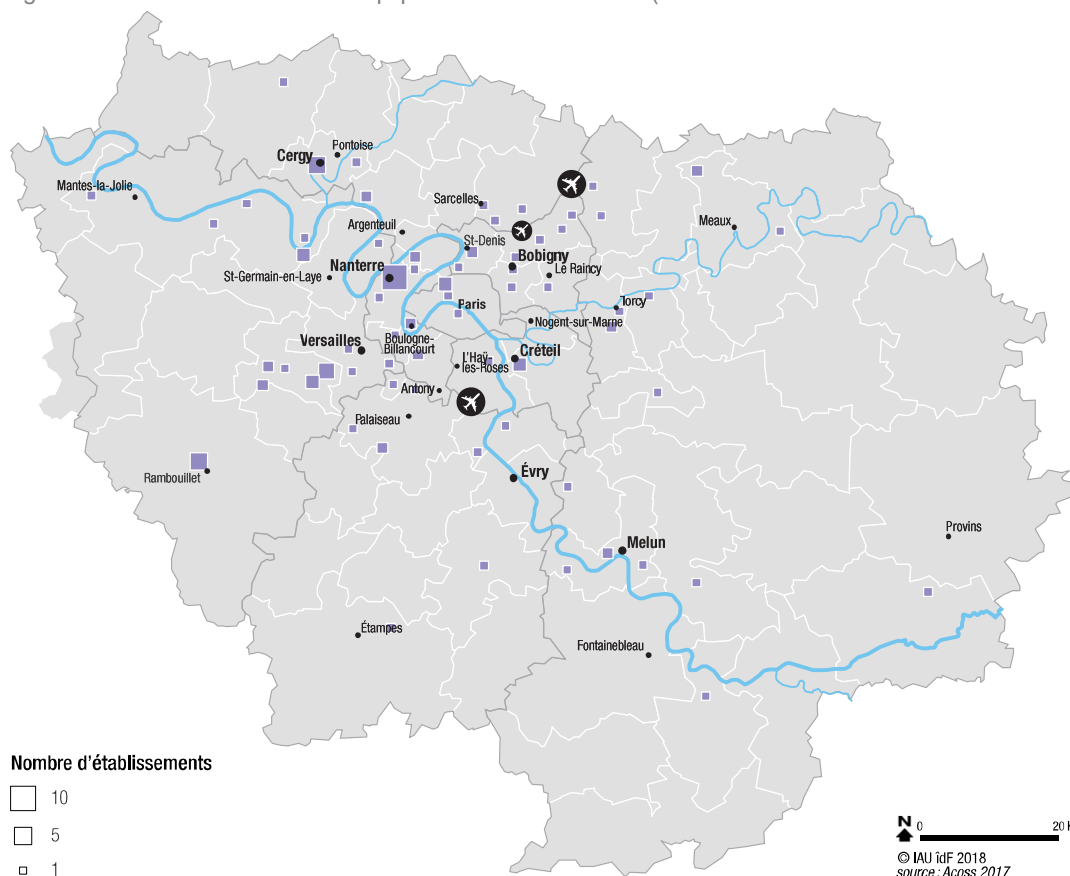 Pontoise
Cergy
Mantes-la-Jolie
Sarcelles
Meaux
Argenteuil
St-Denis
Bobigny
Le Raincy
Nanterre
St-Germain-en-Laye
Torcy
Paris
Nogent-sur-Marne
Boulogne-
Billancourt
Versailles
Créteil
L'Haÿ
les-Roses
Antony
Palaiseau
Rambouillet
Évry
Provins
Melun
Étampes
Fontainebleau
Nombre d'établissements
10
5
1
N
0
20
© IAU îdF 2018
source : Acoss 2017